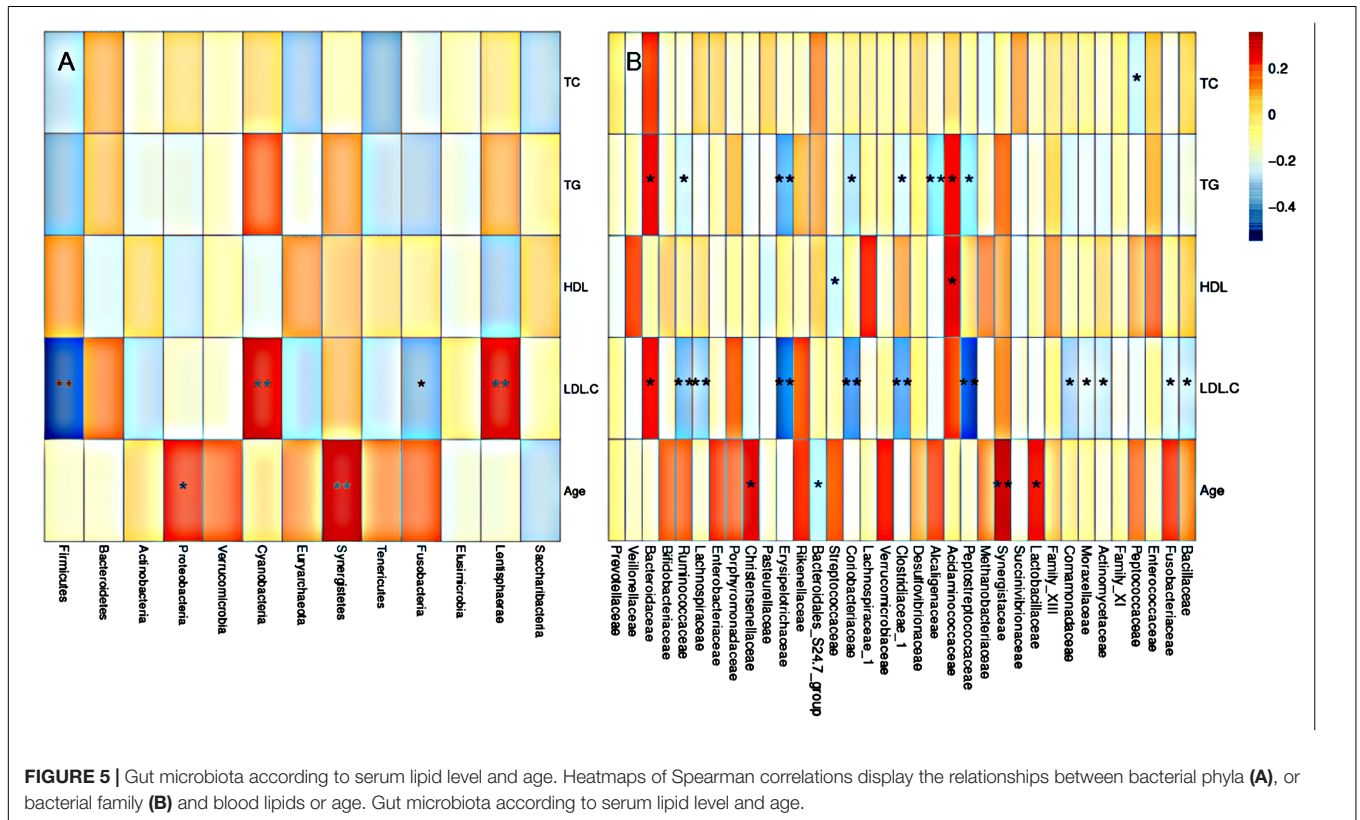 A
B
TC
TG
HDL
LDL.C
Age
**
**
*
**
*
**
Firmicutes
Bacteroidetes
Actinobacteria
Proteobacteria
Verrucomicrobia
Cyanobacteria
Euryarchaeota
Synergistetes
Tenericutes
Fusobacteria
Elusimicrobia
Lentisphaerae
Saccharibacteria
*
TC
* * ** * * ** * *
TG
* *
HDL
* ** ** ** ** ** ** * * * * *
LDL.C
* * ** *
Age
Prevotellaceae
Veillonellaceae
Bacteroidaceae
Bifidobacteriaceae
Ruminococcaceae
Lachnospiraceae
Enterobacteriaceae
Porphyromonadaceae
Christensenellaceae
Pasteurellaceae
Erysipelotrichaceae
Rikenellaceae
Bacteroidales_S24.7_group
Streptococcaceae
Coriobacteriaceae
Lachnospiraceae_1
Verrucomicrobiaceae
Clostridiaceae_1
Desulfovibrionaceae
Alcaligenaceae
Acidaminococcaceae
Peptostreptococcaceae
Methanobacteriaceae
Synergistaceae
Succinivibrionaceae
Lactobacillaceae
Family_XIII
Comamonadaceae
Moraxellaceae
Actinomycetaceae
Family_XI
Peptococcaceae
Enterococcaceae
Fusobacteriaceae
Bacillaceae
0.2
0
−0.2
−0.4
FIGURE 5 | Gut microbiota according to serum lipid level and age. Heatmaps of Spearman correlations display the relationships between bacterial phyla (A), or
bacterial family (B) and blood lipids or age. Gut microbiota according to serum lipid level and age.